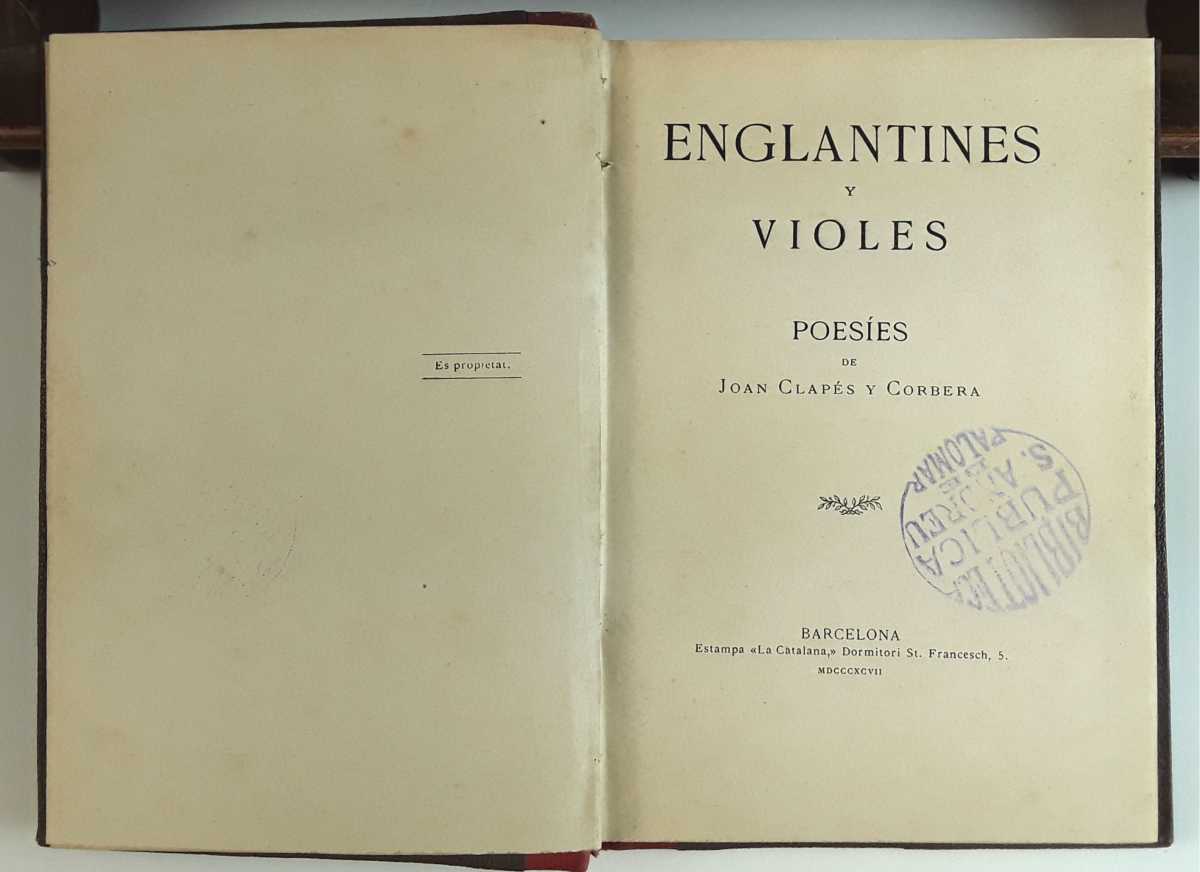 Es propietat.
ENGLANTINES
Y
VIOLES
POESÍES
DE
JOAN CLAPÉS Y CORBERA
BIBLIOTECA
PÚBLICA
S. ANDREU
DE
PALOMAR
BARCELONA
Estampa «La Catalana,» Dormitori St. Francesch, 5.
MDCCCXCVII